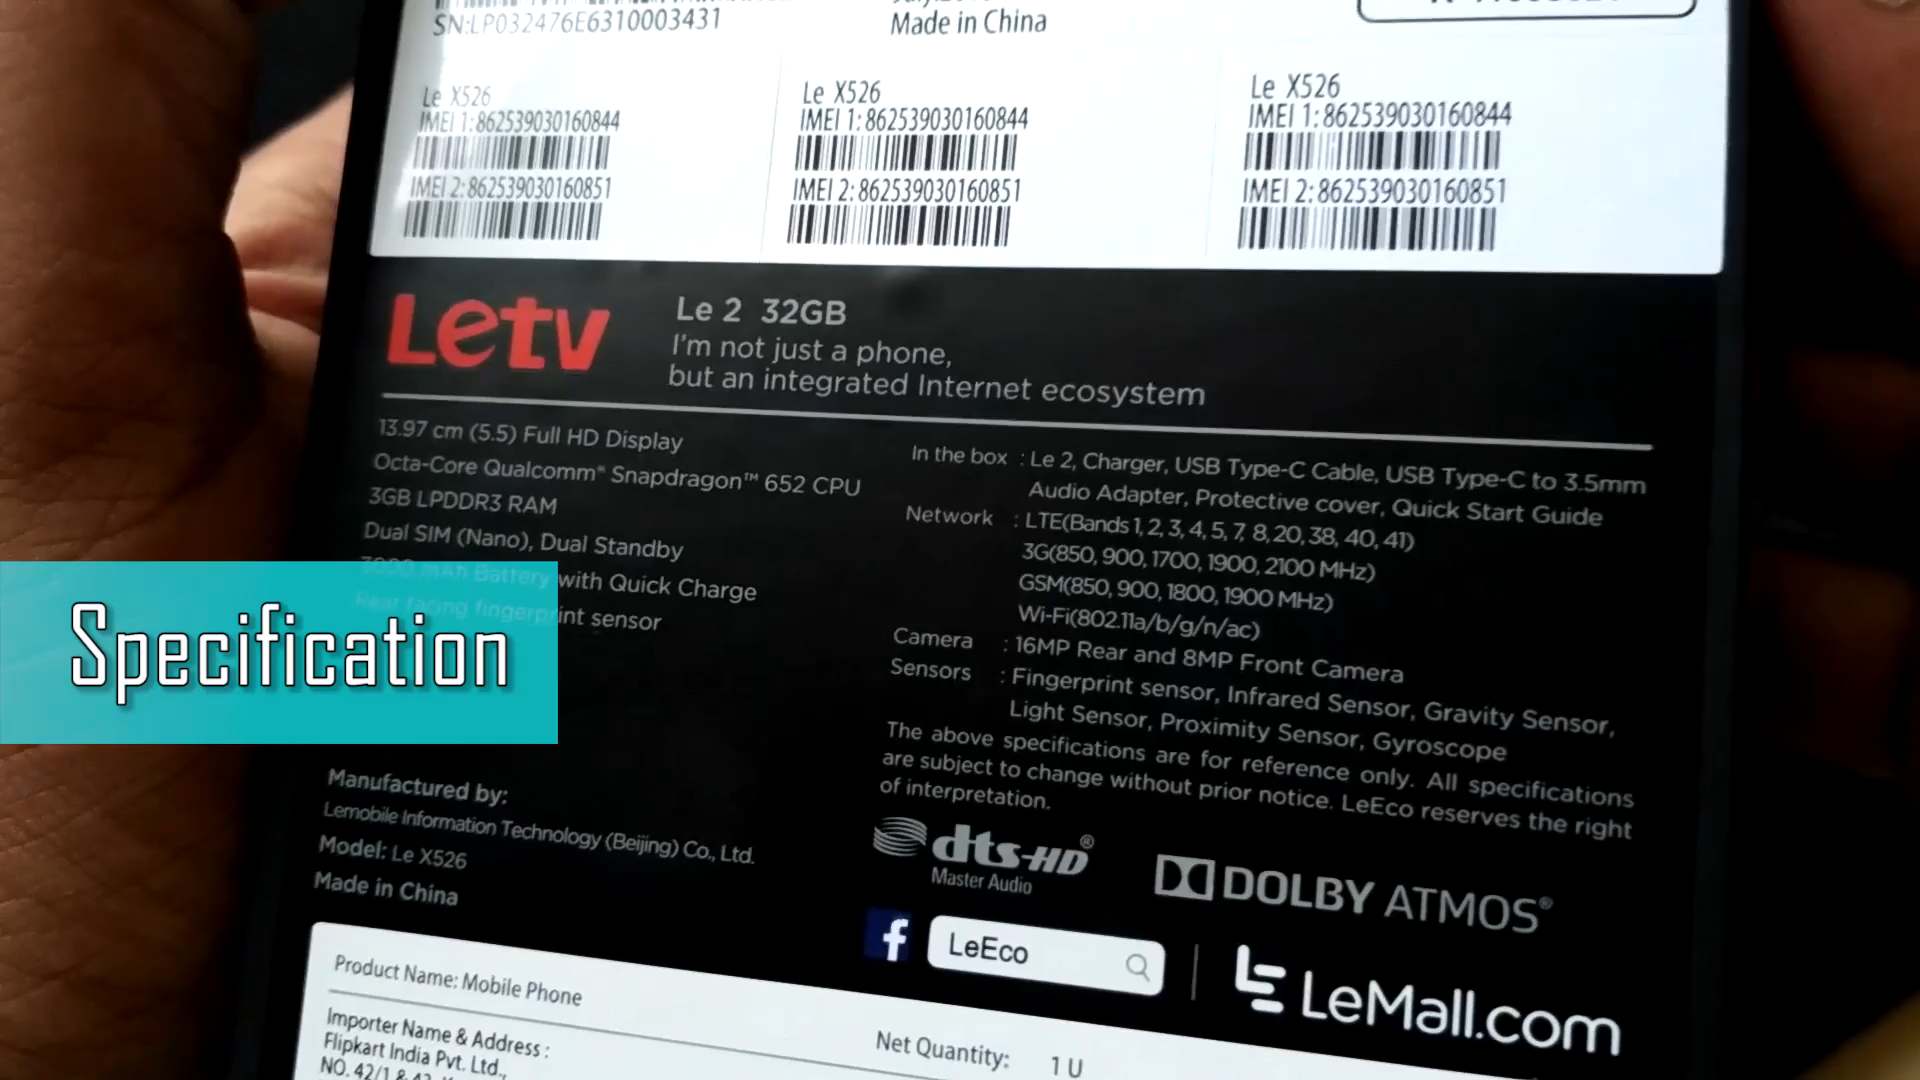 SN:LP032476E6310003431
Made in China
Le X526
IMEI 1:862539030160844
IMEI 2:862539030160851
Le X526
IMEI 1:862539030160844
IMEI 2:862539030160851
Le X526
IMEI 1:862539030160844
IMEI 2:862539030160851
Letv
Le 2 32GB
I'm not just a phone,
but an integrated Internet ecosystem
13.97 cm (5.5) Full HD Display
Octa-Core Qualcomm® Snapdragon™ 652 CPU
3GB LPDDR3 RAM
Dual SIM (Nano), Dual Standby
mAh Battery with Quick Charge
Rear facing fingerprint sensor
Specification
In the box : Le 2, Charger, USB Type-C Cable, USB Type-C to 3.5mm
Audio Adapter, Protective cover, Quick Start Guide
Network : LTE(Bands 1, 2, 3, 4, 5, 7, 8, 20, 38, 40, 41)
3G(850, 900, 1700, 1900, 2100 MHz)
GSM(850, 900, 1800, 1900 MHz)
Wi-Fi(802.11a/b/g/n/ac)
Camera : 16MP Rear and 8MP Front Camera
Sensors : Fingerprint sensor, Infrared Sensor, Gravity Sensor,
Light Sensor, Proximity Sensor, Gyroscope
The above specifications are for reference only. All specifications
are subject to change without prior notice. LeEco reserves the right
of interpretation.
Manufactured by:
Lemobile Information Technology (Beijing) Co., Ltd.
Model: Le X526
Made in China
dts-HD®
Master Audio
DOLBY ATMOS®
f LeEco
LeMall.com
Product Name: Mobile Phone
Importer Name & Address :
Flipkart India Pvt. Ltd.,
NO. 42/1 &
Net Quantity: 1 U